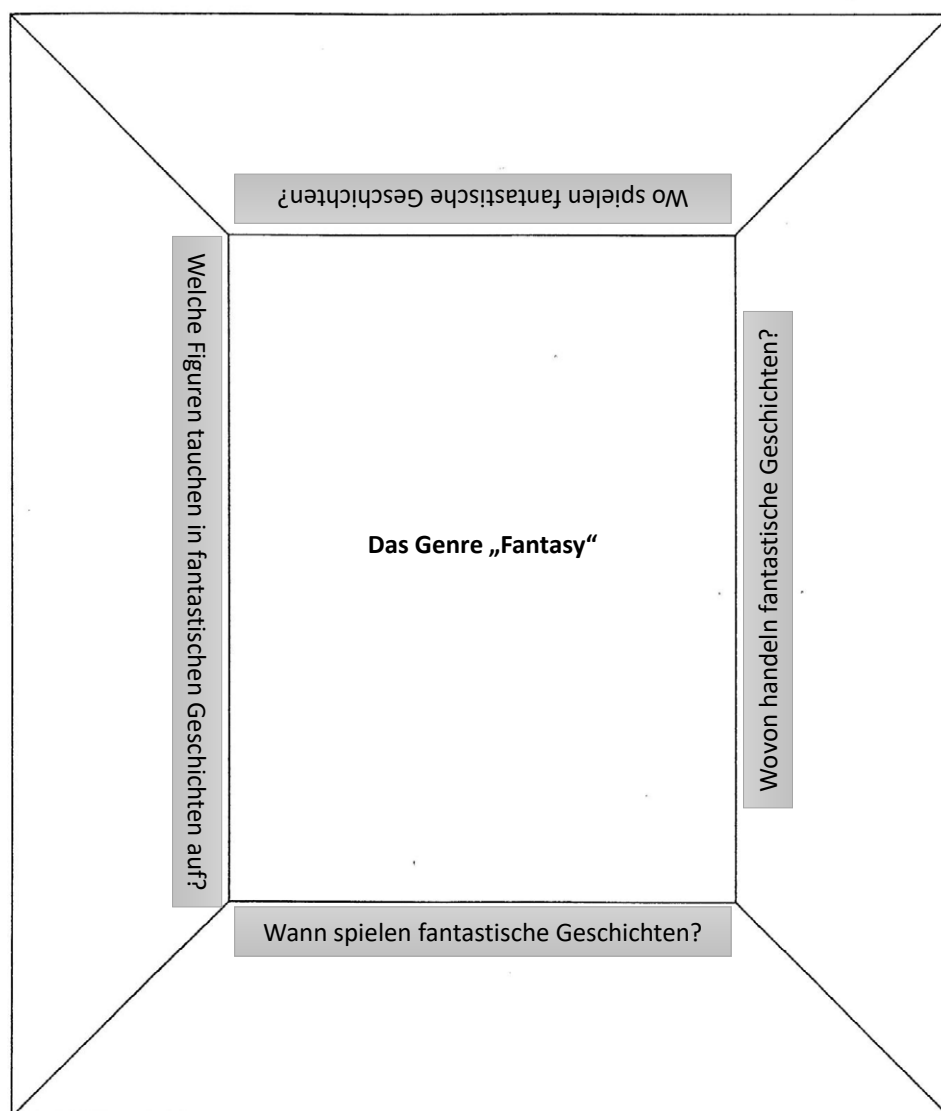 Wo spielen fantastische Geschichten?
Welche Figuren tauchen in fantastischen Geschichten auf?
Wovon handeln fantastische Geschichten?
Das Genre „Fantasy“
Wann spielen fantastische Geschichten?